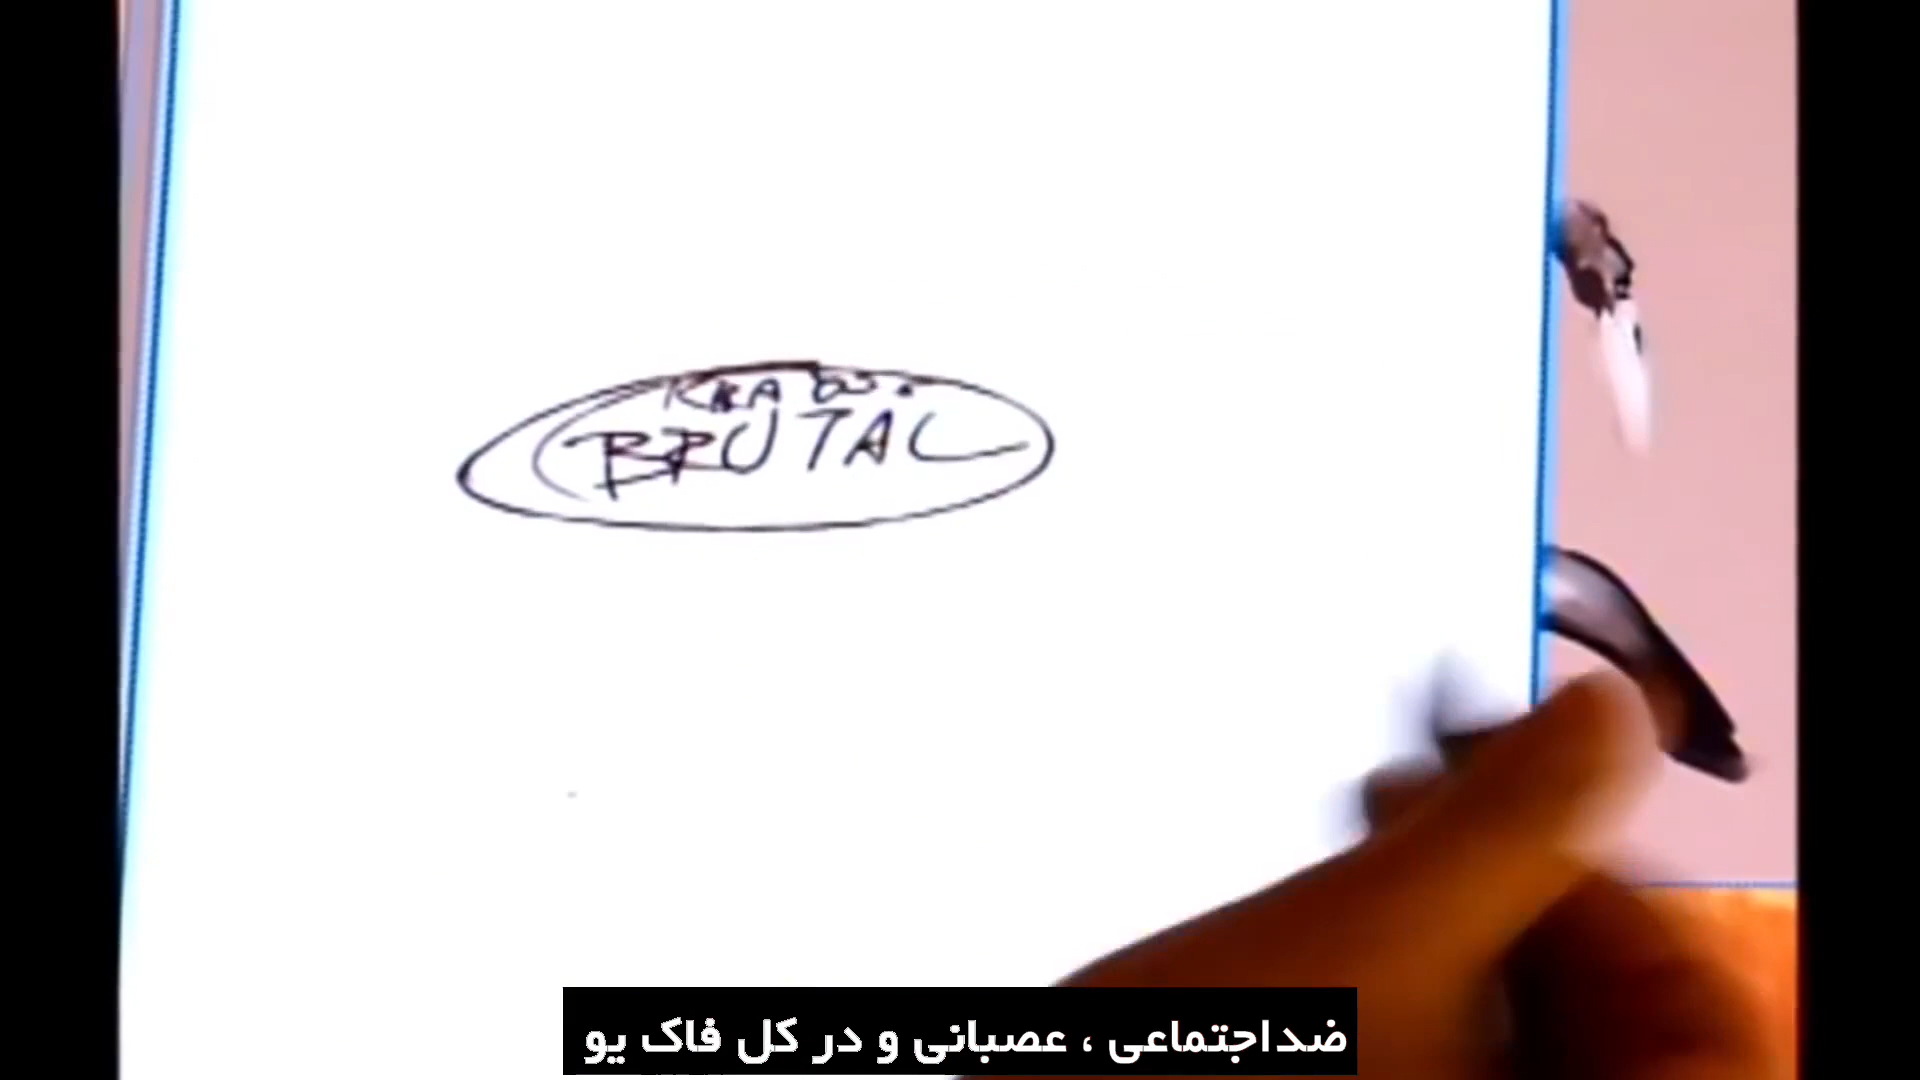 BRUTAL
ضداجتماعی ، عصبانی و در کل فاک یو